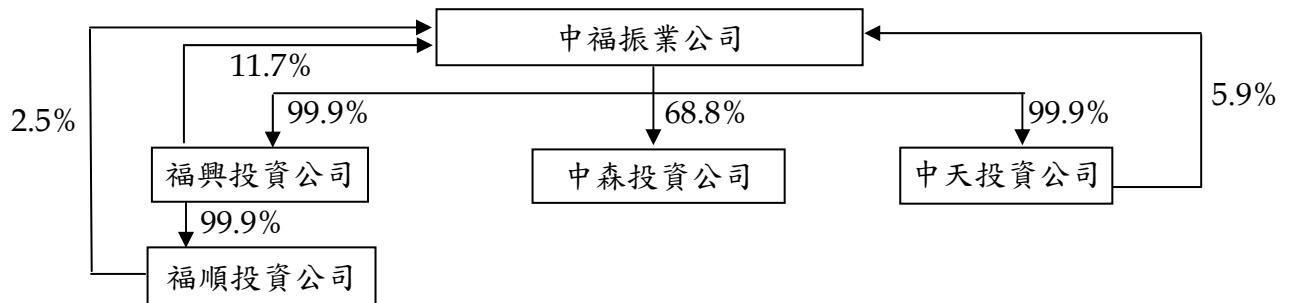 中福振業公司
11.7%
2.5%
99.9%
68.8%
99.9%
5.9%
福興投資公司
中森投資公司
中天投資公司
99.9%
福順投資公司